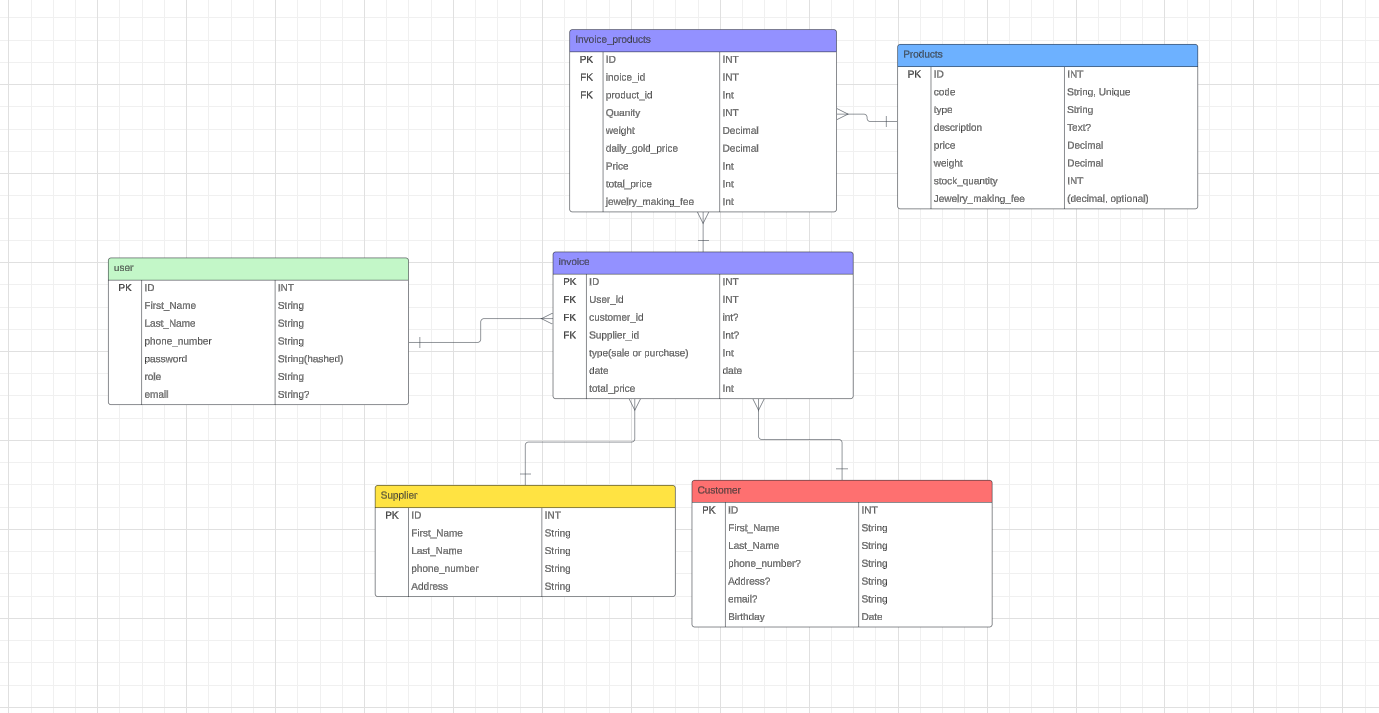 Invoice_products
PK ID INT
FK inoice_id INT
FK product_id Int
Quanity INT
weight Decimal
daily_gold_price Decimal
Price Int
total_price Int
jewelry_making_fee Int
Products
PK ID INT
code String, Unique
type String
description Text?
price Decimal
weight Decimal
stock_quantity INT
Jewelry_making_fee (decimal, optional)
user
PK ID INT
First_Name String
Last_Name String
phone_number String
password String(hashed)
role String
email String?
invoice
PK ID INT
FK User_id INT
FK customer_id int?
FK Supplier_id Int?
type(sale or purchase) Int
date date
total_price Int
Supplier
PK ID INT
First_Name String
Last_Name String
phone_number String
Address String
Customer
PK ID INT
First_Name String
Last_Name String
phone_number? String
Address? String
email? String
Birthday Date